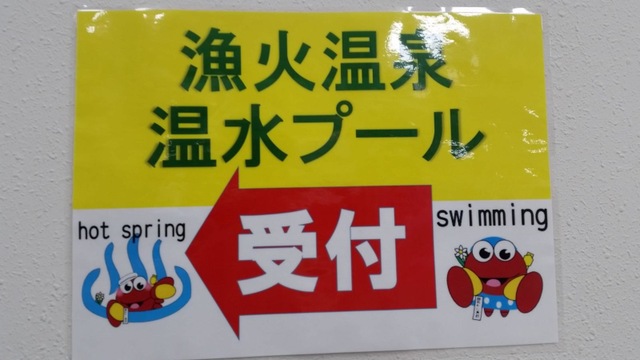 漁火温泉
温水プール
hot spring
受付
swimming